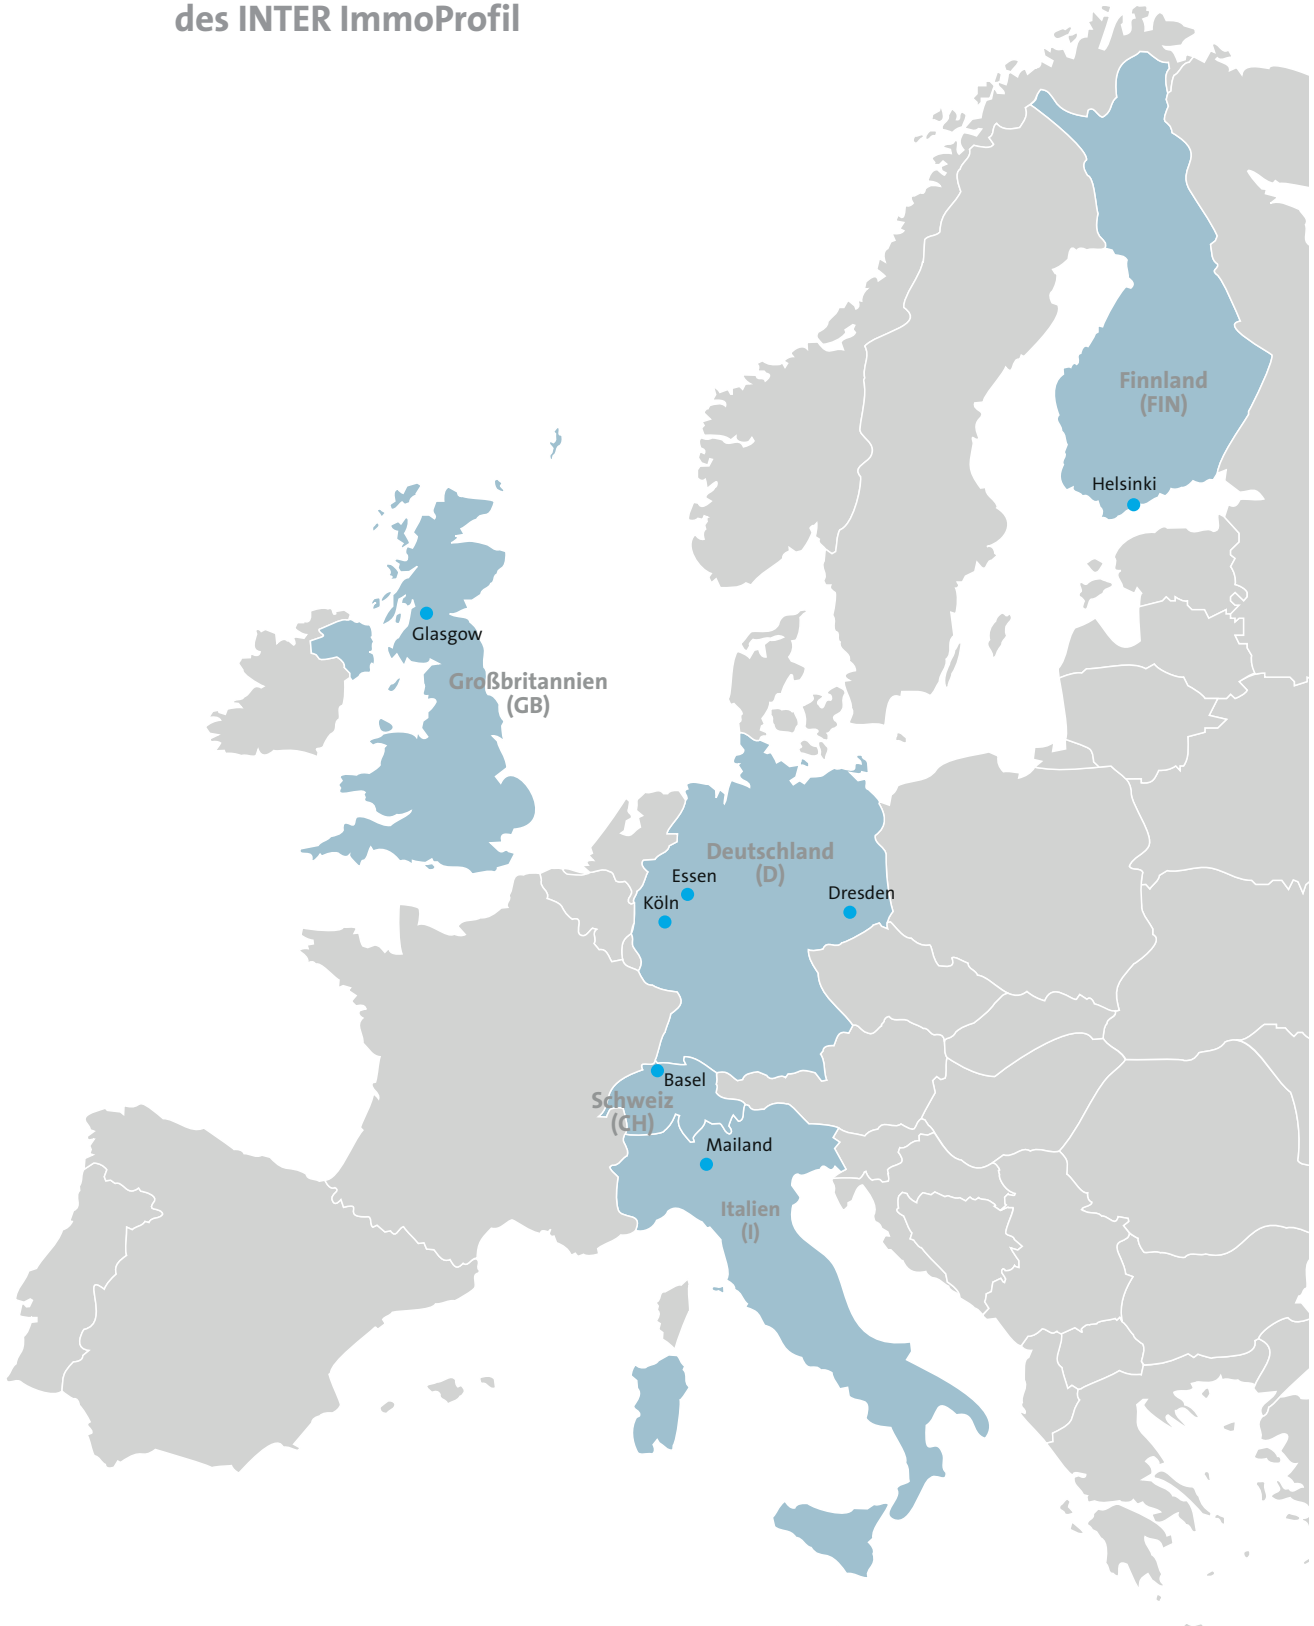 des INTER ImmoProfil
Finnland
(FIN)
Helsinki
Glasgow
Großbritannien
(GB)
Deutschland
(D)
Essen
Köln
Dresden
Basel
Schweiz
(CH)
Mailand
Italien
(I)